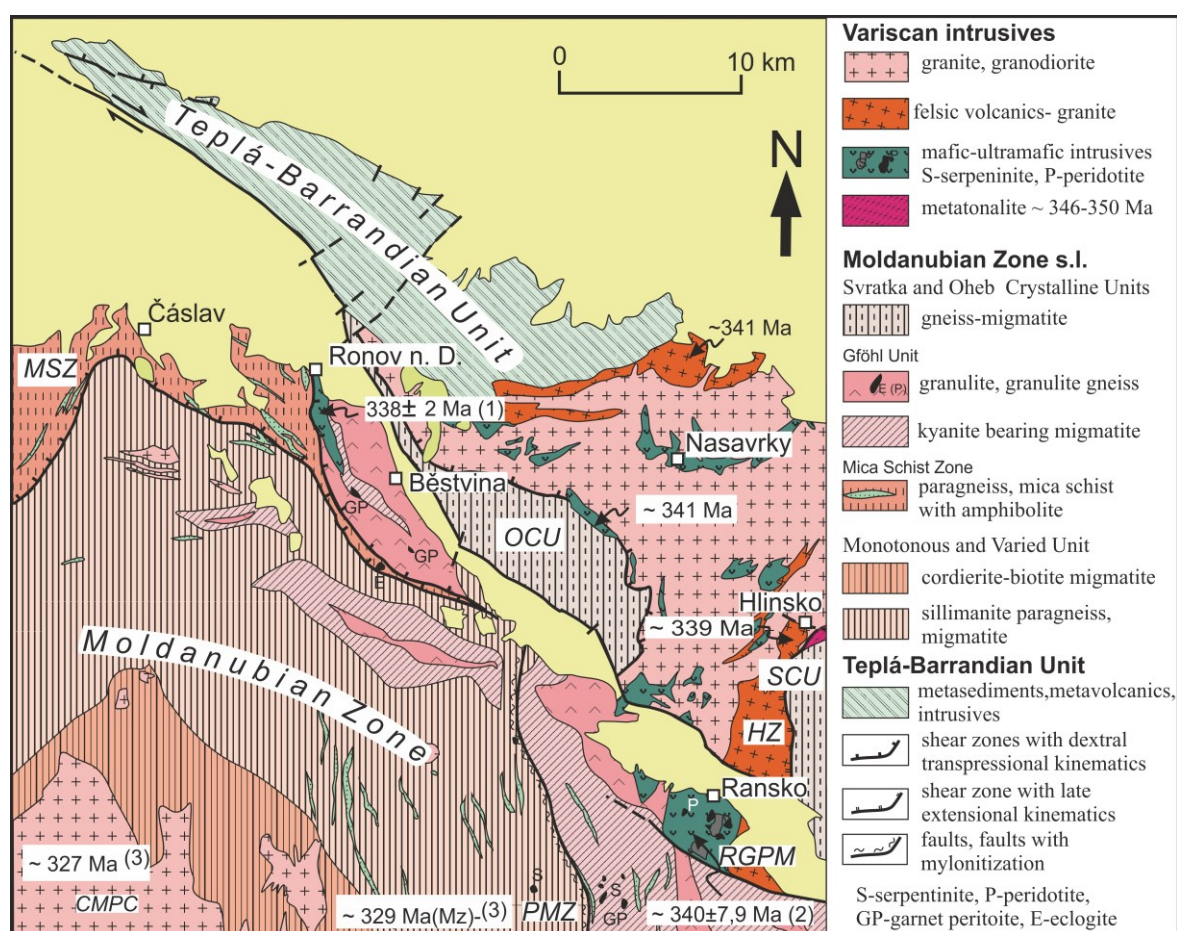 0 10 km
N
Teplá-Barrandian Unit
Čáslav
~341 Ma
MSZ
Ronov n. D.
338± 2 Ma (1)
Nasavrky
Běstvina
GP
~ 341 Ma
OCU
GP
E
Hlinsko
~ 339 Ma
SCU
Moldanubian Zone
HZ
Ransko
P
RGPM
~ 327 Ma (3)
CMPC
S
S
GP
~ 329 Ma(Mz)-(3)
PMZ
~ 340±7,9 Ma (2)
Variscan intrusives
granite, granodiorite
felsic volcanics- granite
mafic-ultramafic intrusives
S-serpeninite, P-peridotite
metatonalite ~ 346-350 Ma
Moldanubian Zone s.l.
Svratka and Oheb Crystalline Units
gneiss-migmatite
Gföhl Unit
E (P)
granulite, granulite gneiss
kyanite bearing migmatite
Mica Schist Zone
paragneiss, mica schist
with amphibolite
Monotonous and Varied Unit
cordierite-biotite migmatite
sillimanite paragneiss,
migmatite
Teplá-Barrandian Unit
metasediments,metavolcanics,
intrusives
shear zones with dextral
transpressional kinematics
shear zone with late
extensional kinematics
faults, faults with
mylonitization
S-serpentinite, P-peridotite,
GP-garnet peritoite, E-eclogite